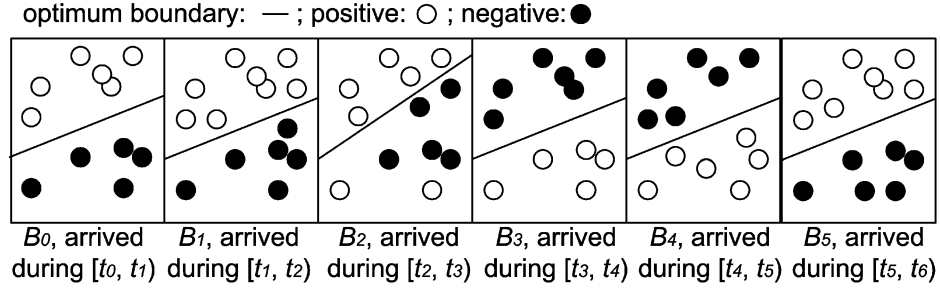 optimum boundary: — ; positive: ○ ; negative:●
B0, arrived during [t0, t1)
B1, arrived during [t1, t2)
B2, arrived during [t2, t3)
B3, arrived during [t3, t4)
B4, arrived during [t4, t5)
B5, arrived during [t5, t6)